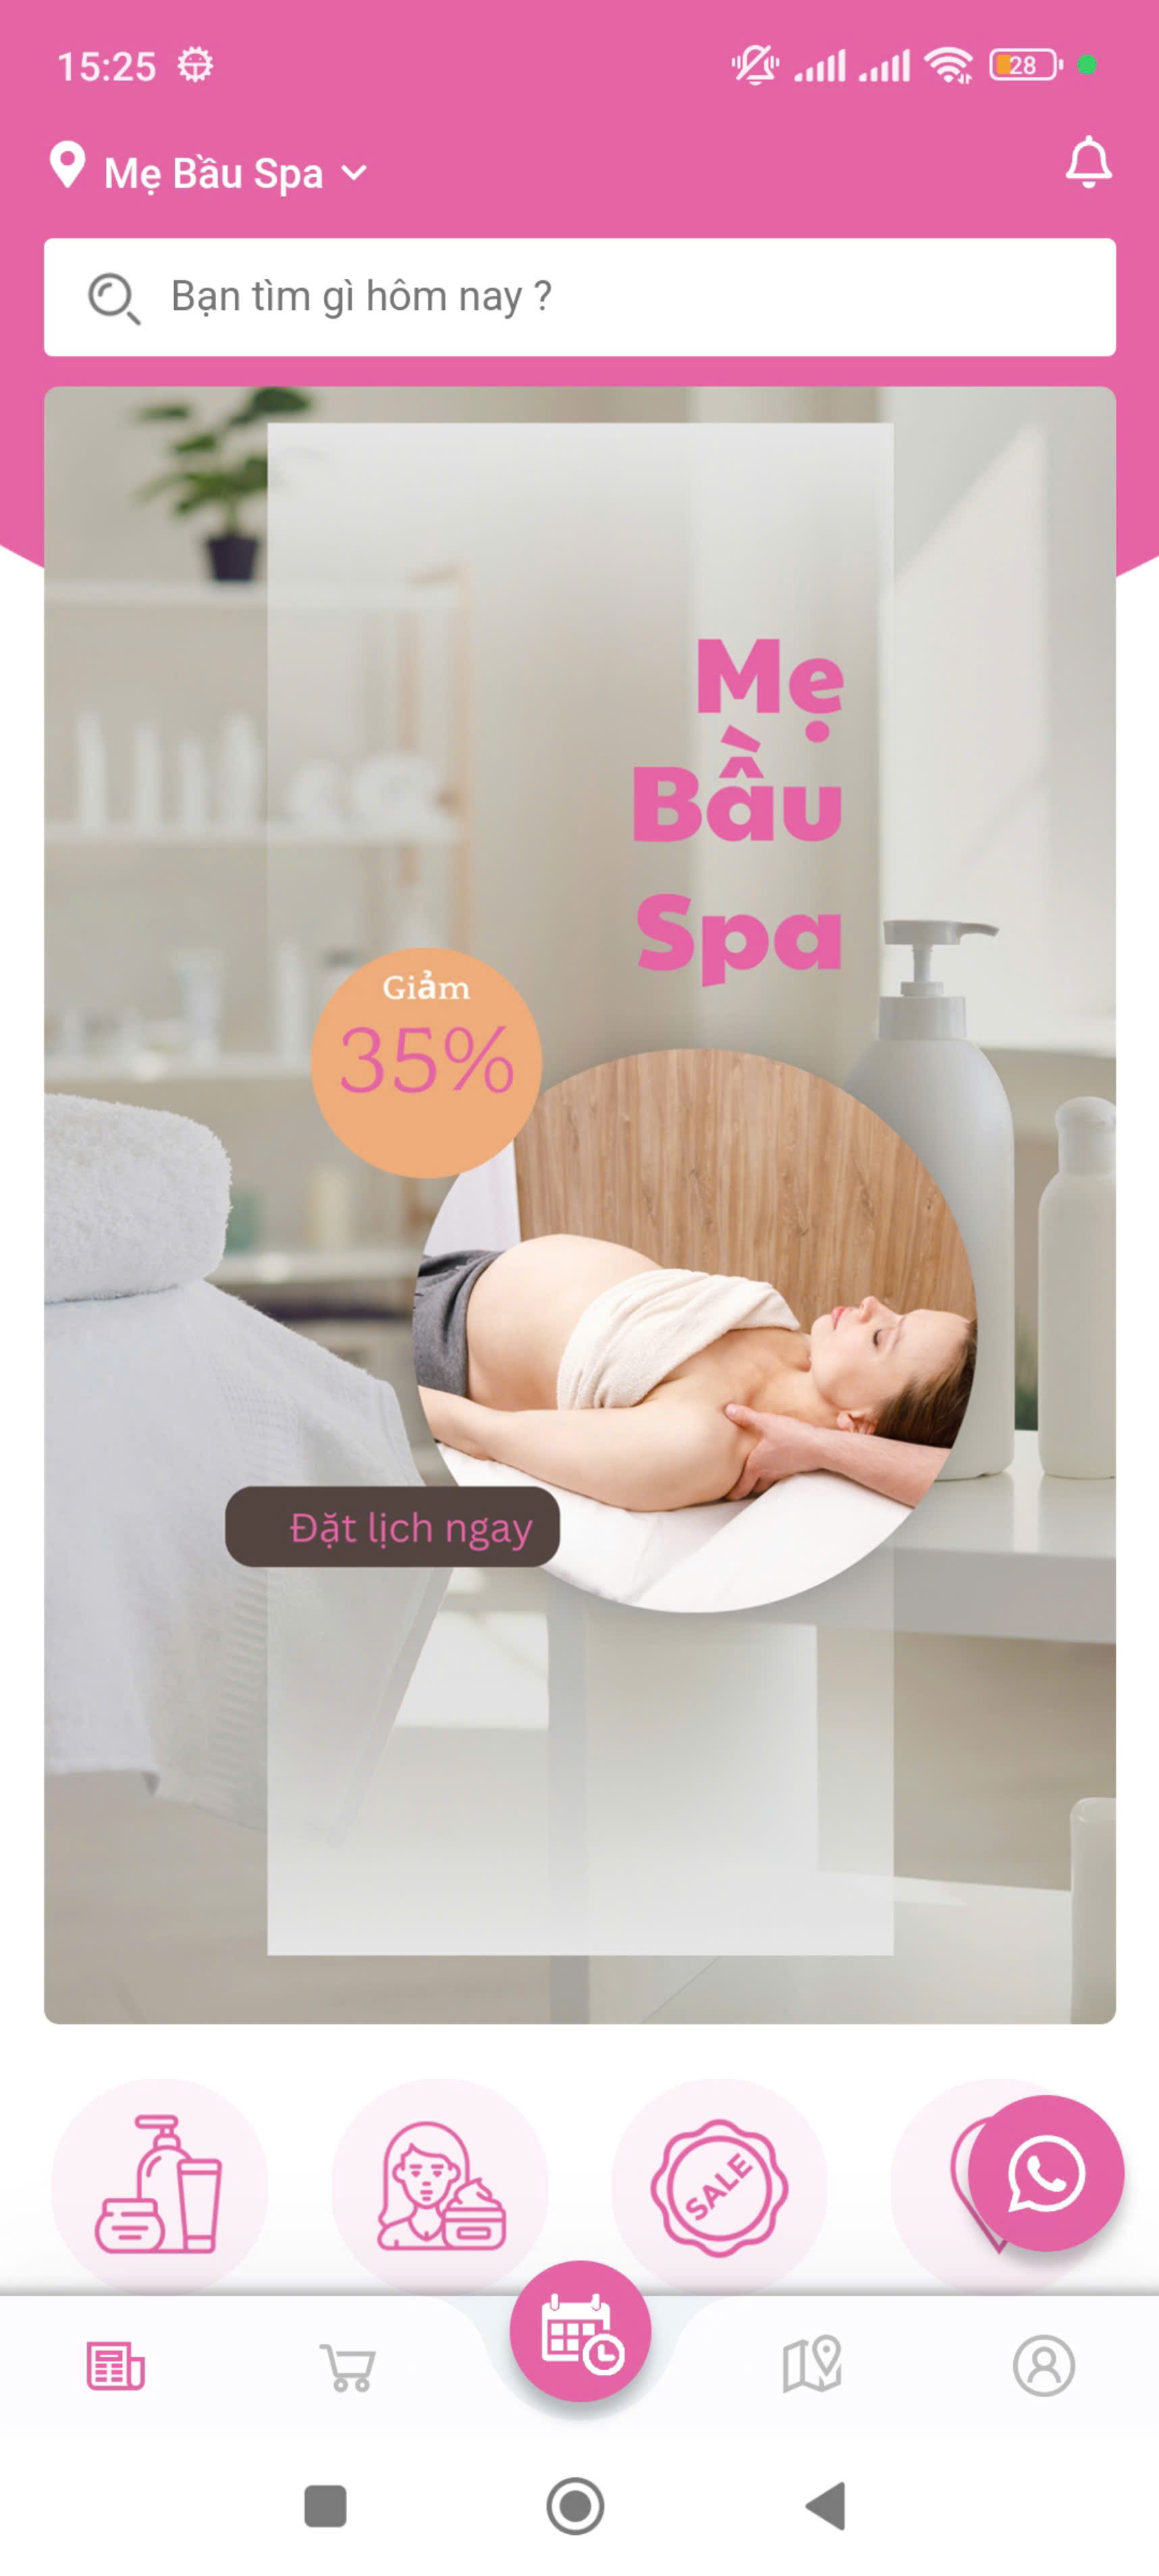 15:25
28
Mẹ Bầu Spa
Bạn tìm gì hôm nay ?
Mẹ
Bầu
Spa
Giảm
35%
Đặt lịch ngay
SALE